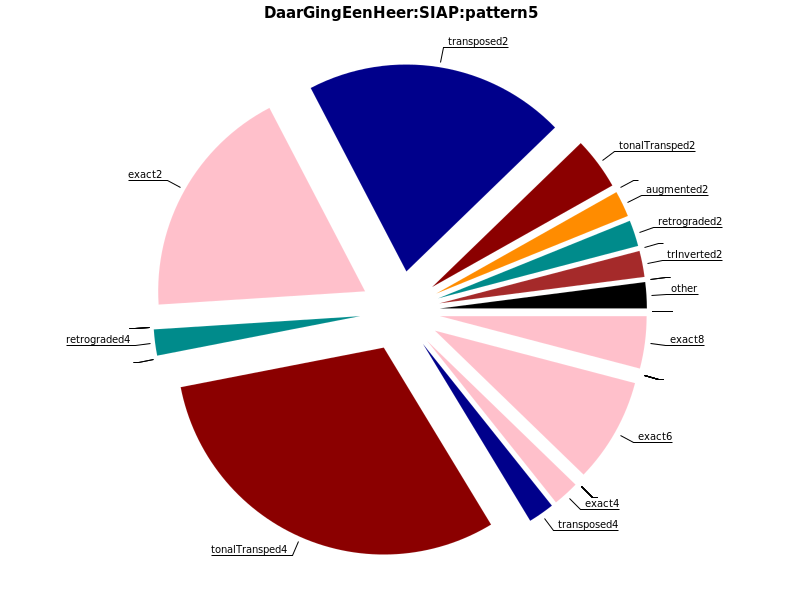 DaarGingEenHeer:SIAP:pattern5
transposed2
tonalTransped2
exact2
augmented2
retrograded2
trInverted2
other
retrograded4
exact8
exact6
exact4
transposed4
tonalTransped4